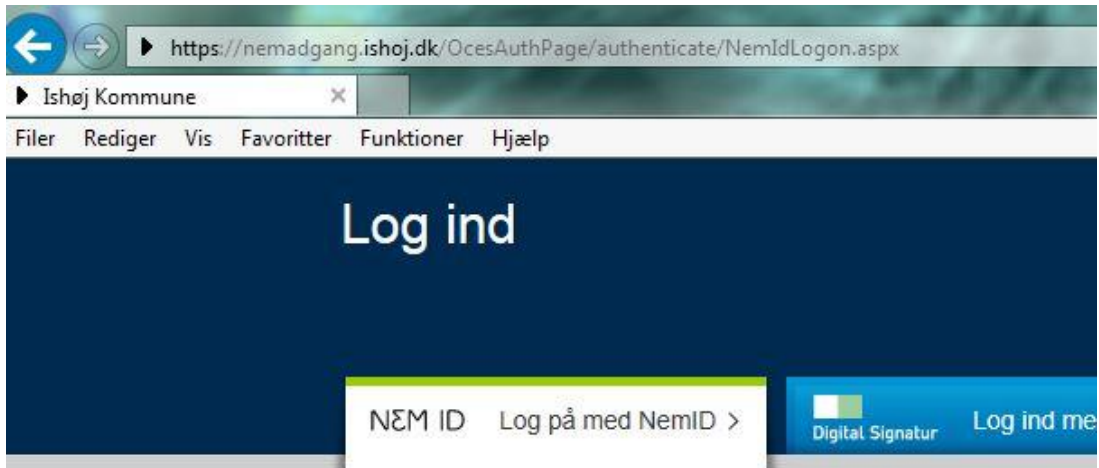 https://nemadgang.ishoj.dk/OcesAuthPage/authenticate/NemIdLogon.aspx
Ishøj Kommune
Filer Rediger Vis Favoritter Funktioner Hjælp
Log ind
NEM ID Log på med NemID >
Digital Signatur Log ind me